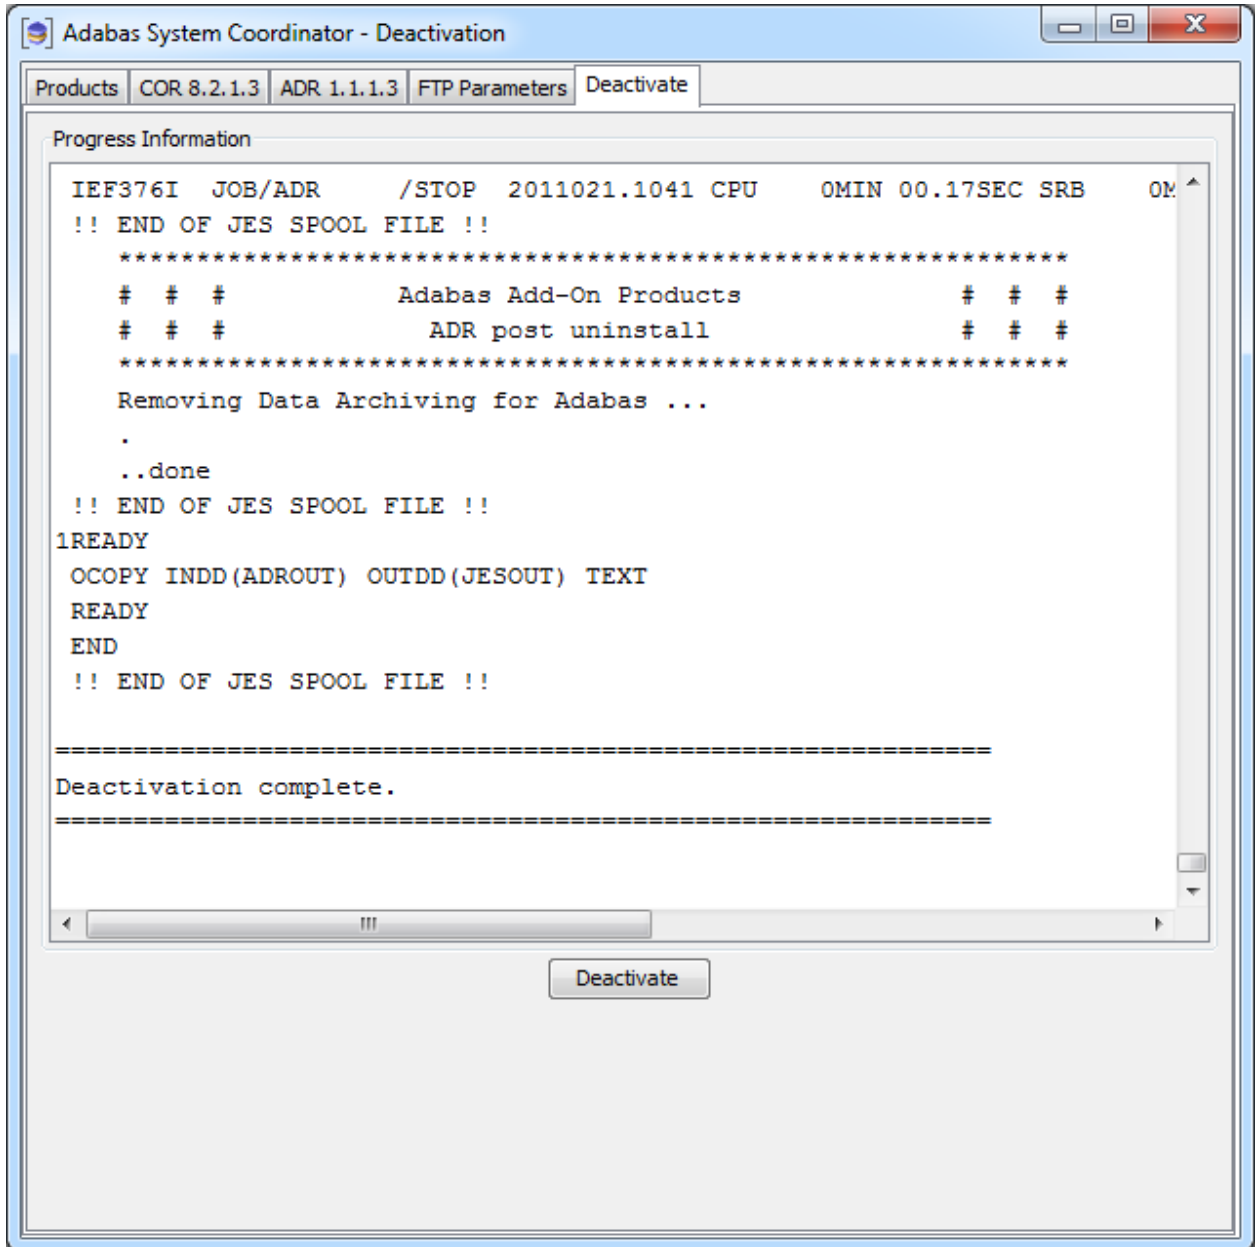 Adabas System Coordinator - Deactivation
Products COR 8.2.1.3 ADR 1.1.1.3 FTP Parameters Deactivate
Progress Information
IEF376I JOB/ADR /STOP 2011021.1041 CPU 0MIN 00.17SEC SRB 0M
!! END OF JES SPOOL FILE !!
*************************************************************
# # # Adabas Add-On Products # # #
# # # ADR post uninstall # # #
*************************************************************
Removing Data Archiving for Adabas ...
.
..done
!! END OF JES SPOOL FILE !!
1READY
OCOPY INDD(ADROUT) OUTDD(JESOUT) TEXT
READY
END
!! END OF JES SPOOL FILE !!
============================================================
Deactivation complete.
============================================================
Deactivate